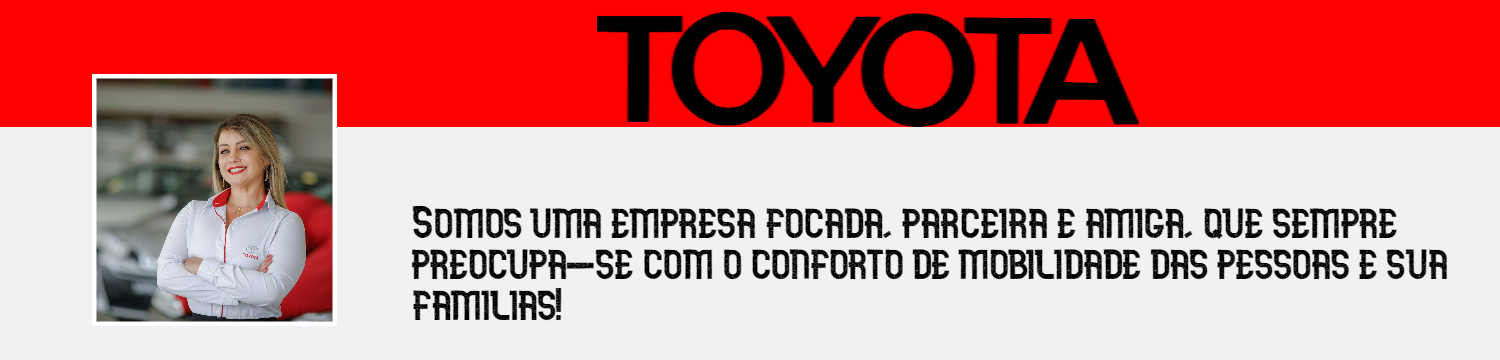 TOYOTA
Somos uma empresa focada, parceira e amiga, que sempre
preocupa-se com o conforto de mobilidade das pessoas e sua
familias!
TOYOTA